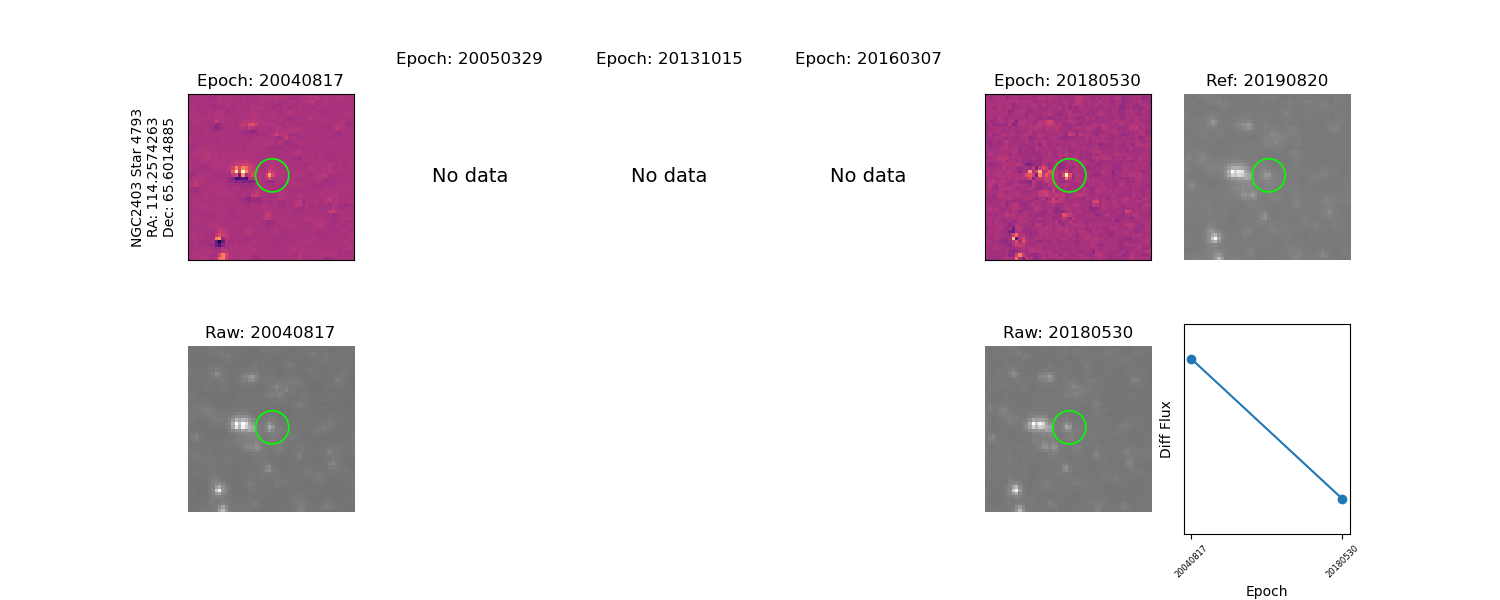 Epoch: 20040817
Epoch: 20050329
Epoch: 20131015
Epoch: 20160307
Epoch: 20180530
Ref: 20190820
NGC2403 Star 4793
RA: 114.2574263
Dec: 65.6014885
No data
No data
No data
Raw: 20040817
Raw: 20180530
Diff Flux
20040817
20180530
Epoch